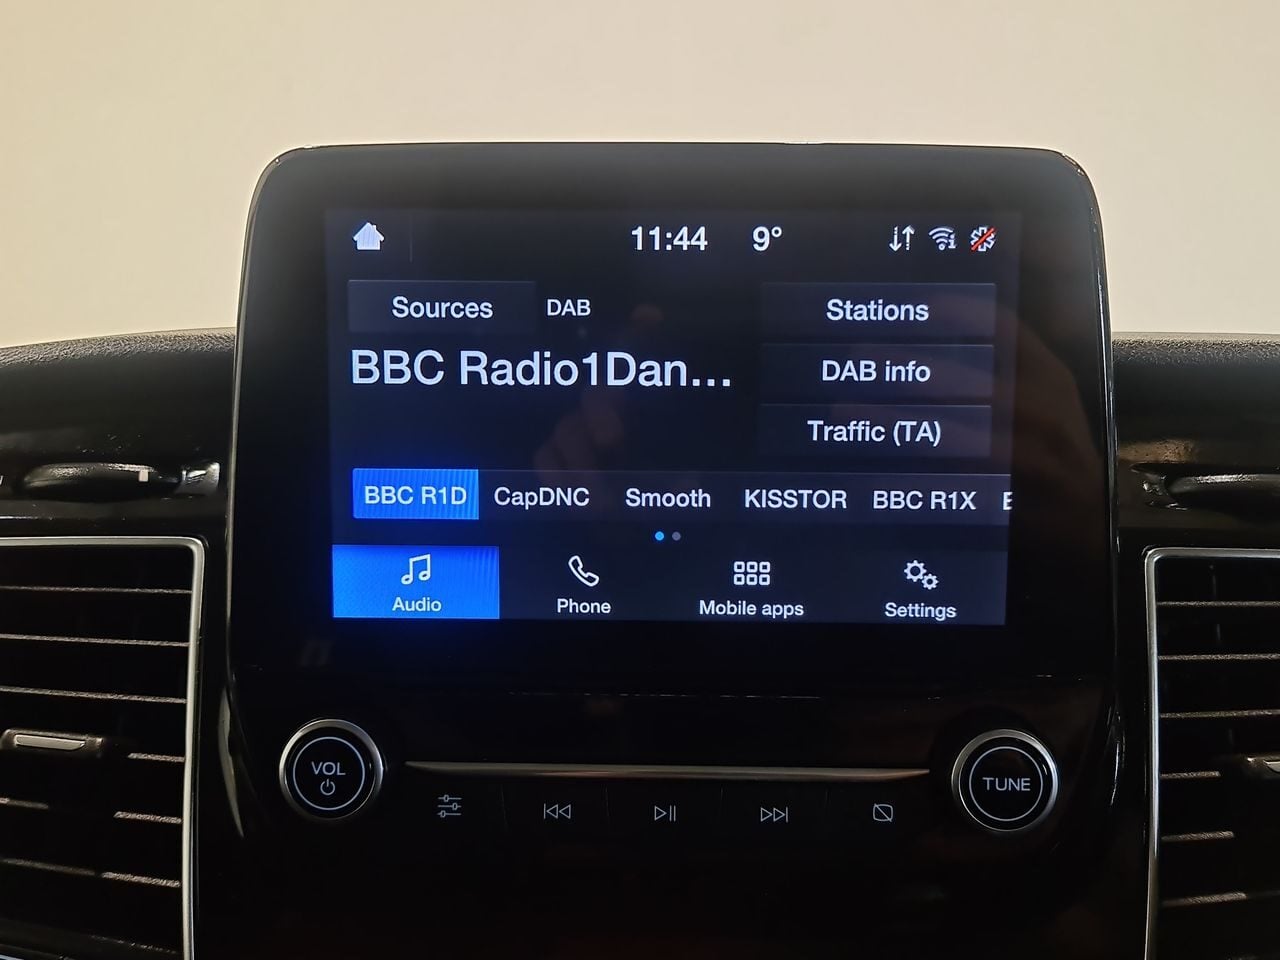 11:44 9°
Sources DAB Stations
BBC Radio1Dan... DAB info
Traffic (TA)
BBC R1D CapDNC Smooth KISSTOR BBC R1X
Audio Phone Mobile apps Settings
VOL TUNE